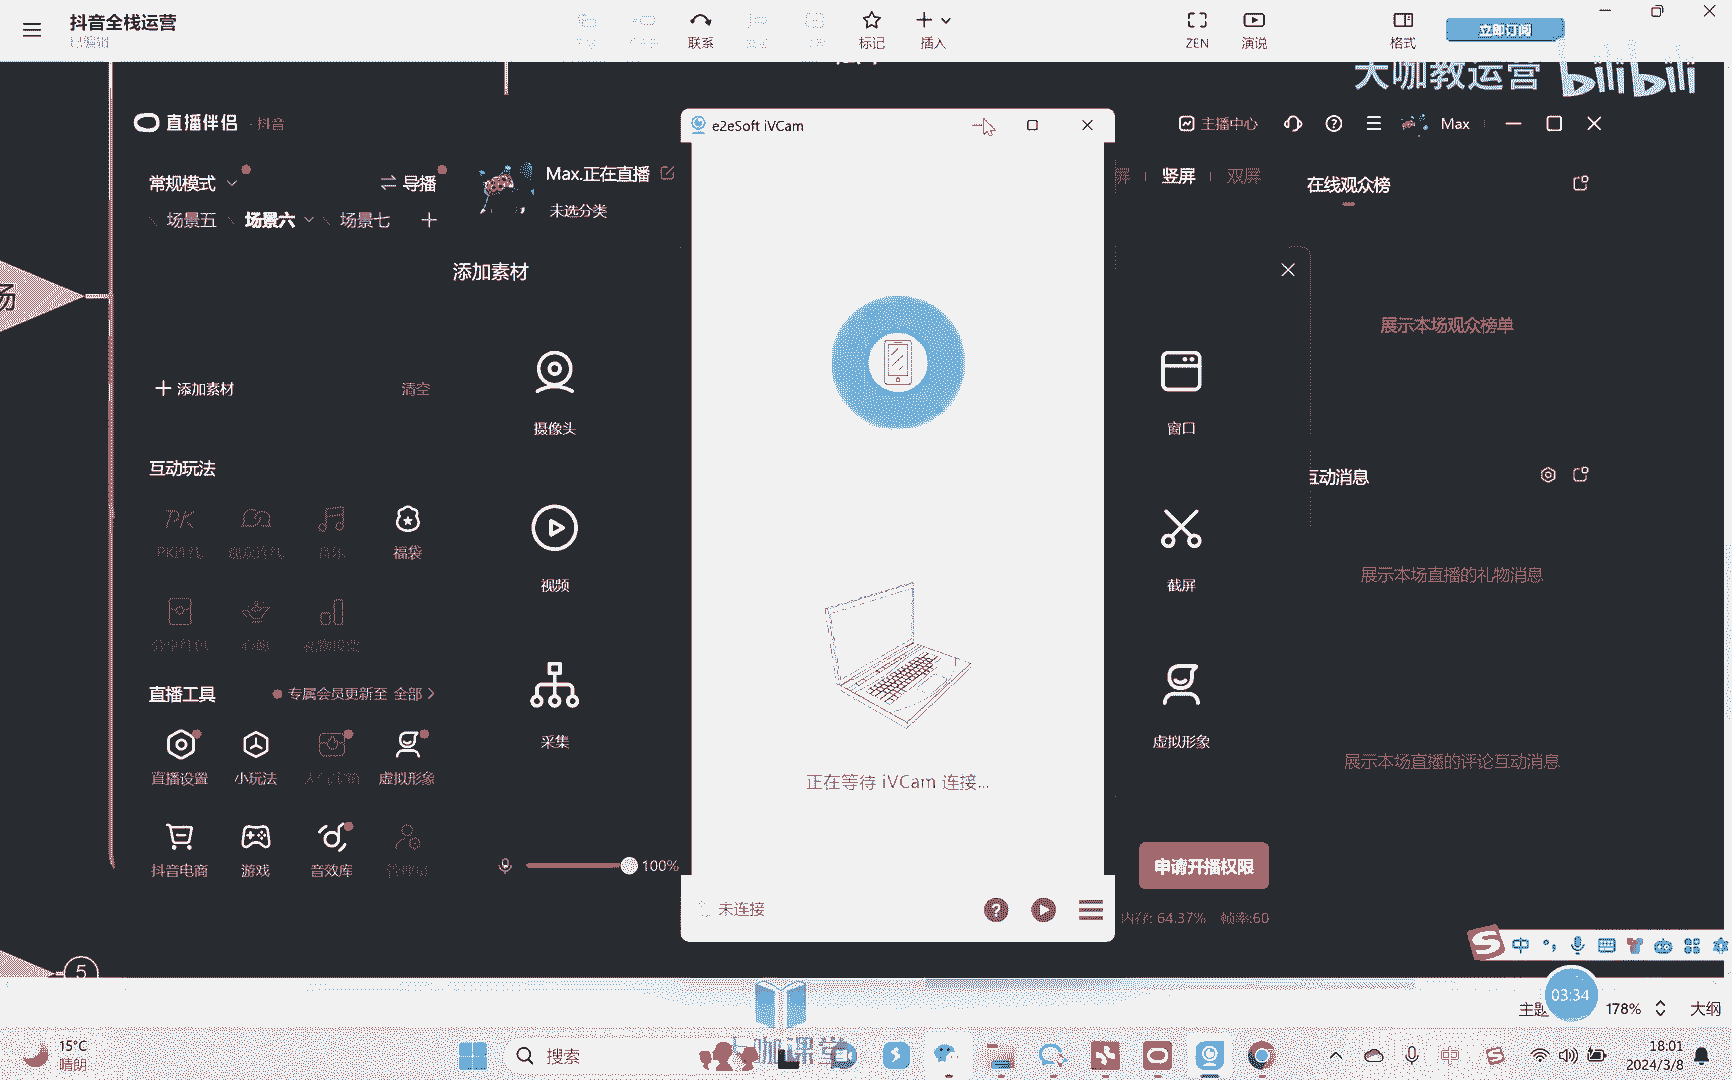 抖音全栈运营
已编辑
联系
标记
插入
ZEN
演说
格式
立即订阅
大咖教运营 bilibili
直播伴侣 · 抖音
主播中心
Max
常规模式
导播
场景五
场景六
场景七
Max.正在直播
未选分类
竖屏
双屏
在线观众榜
添加素材
添加素材
清空
摄像头
视频
采集
窗口
截屏
虚拟形象
互动玩法
PK
福袋
直播工具
专属会员更新至 全部
直播设置
小玩法
虚拟形象
抖音电商
游戏
音效库
100%
e2eSoft iVCam
正在等待 iVCam 连接...
未连接
展示本场观众榜单
互动消息
展示本场直播的礼物消息
展示本场直播的评论互动消息
申请开播权限
内存: 64.37% 帧率:60
5
中
主题
03:34
178%
大纲
15°C
晴朗
搜索
大咖课堂
中
18:01
2024/3/8